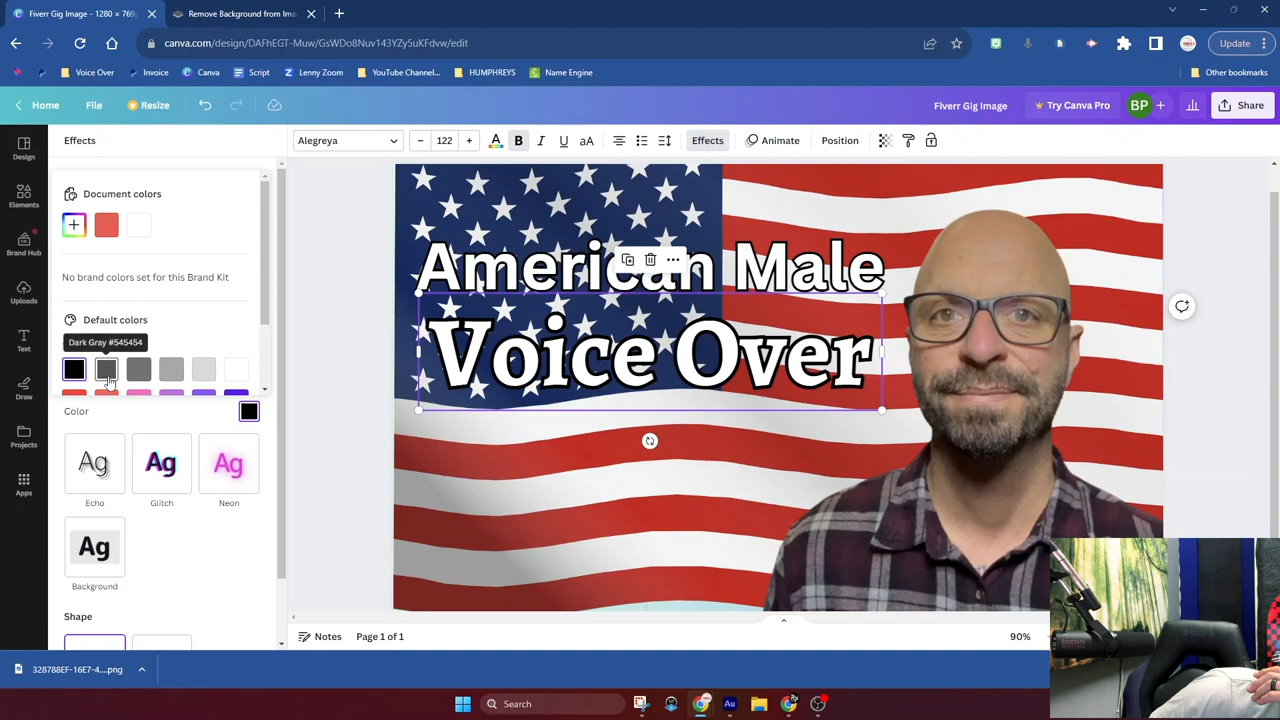 Fiverr Gig Image - 1280 × 769
Remove Background from Ima
canva.com/design/DAFhEGT-Muw/GsWDo8Nuv143YZy5uKFdvw/edit
Update
Voice Over
Invoice
Canva
Script
Lenny Zoom
YouTube Channel...
HUMPHREYS
Name Engine
Other bookmarks
Home
File
Resize
Fiverr Gig Image
Try Canva Pro
BP
Share
Effects
Alegreya
122
B
I
U
aA
Effects
Animate
Position
Design
Elements
Brand Hub
Uploads
Text
Draw
Projects
Apps
Document colors
No brand colors set for this Brand Kit
Default colors
Dark Gray #545454
Color
Ag
Ag
Ag
Echo
Glitch
Neon
Ag
Background
Shape
American Male
Voice Over
Notes
Page 1 of 1
90%
328788EF-16E7-4....png
Search
Au